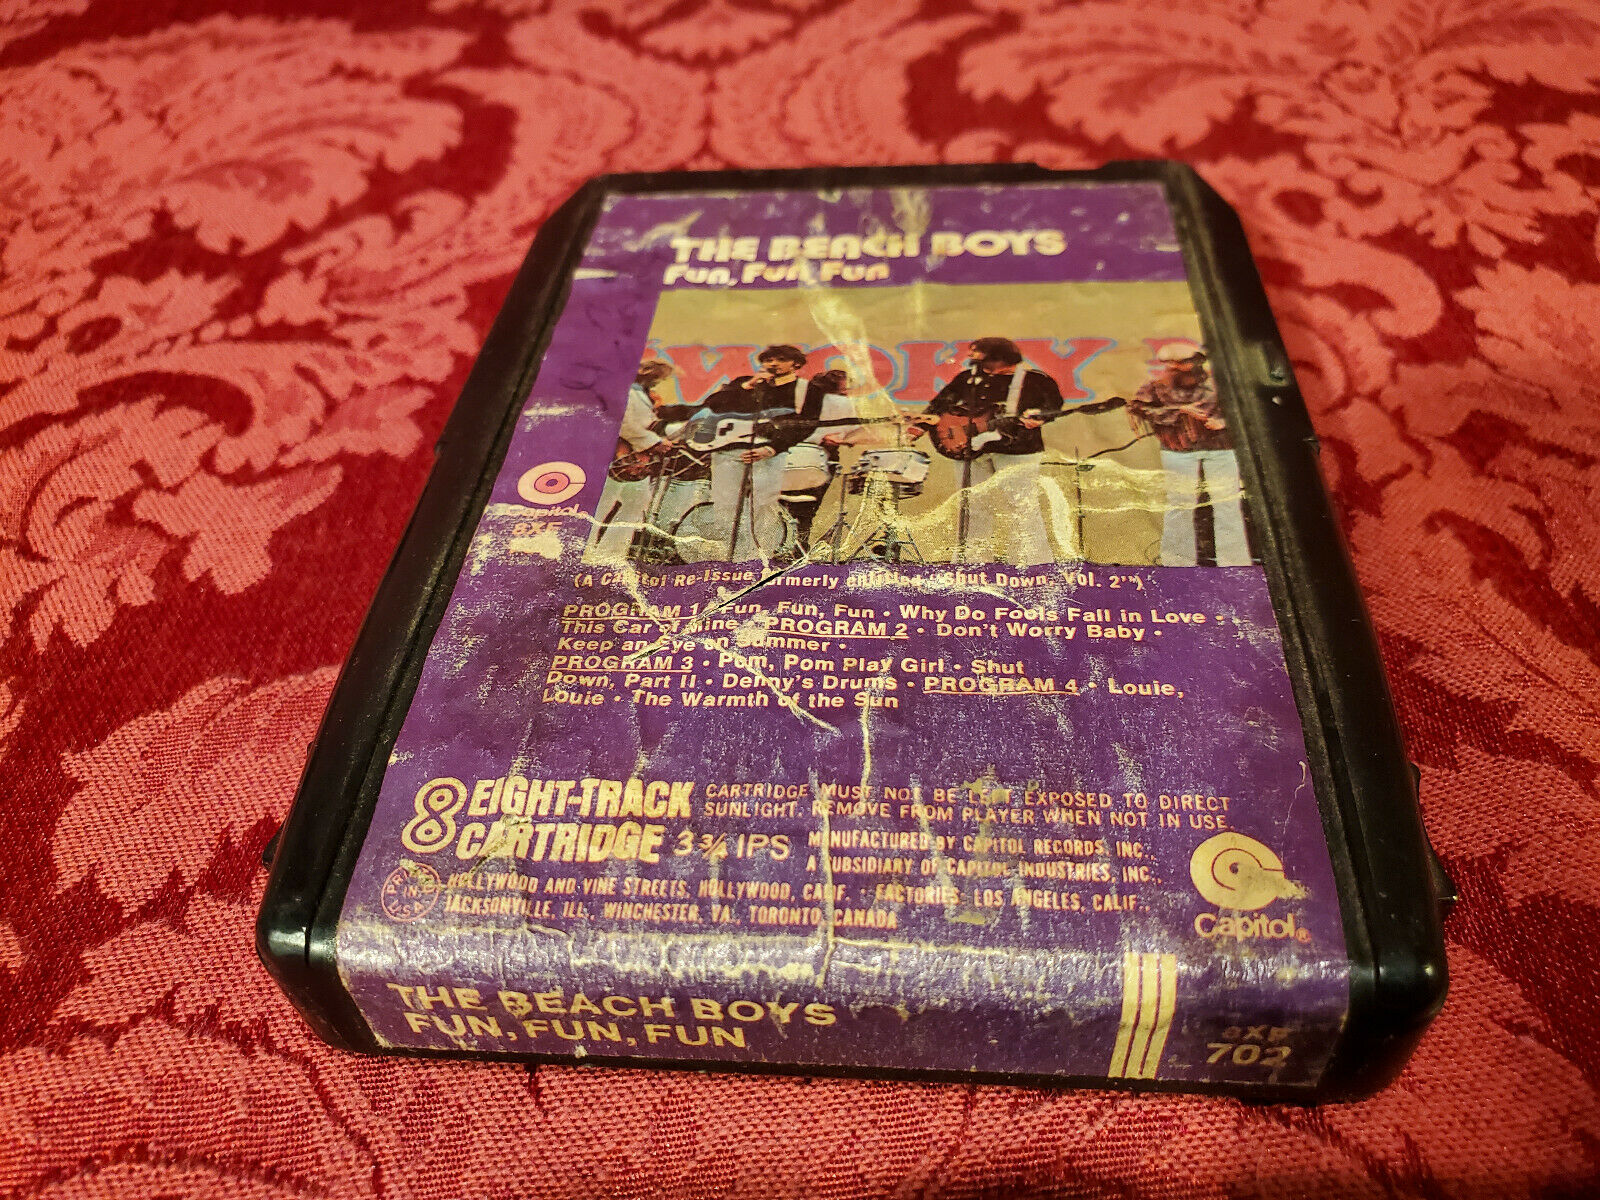 THE BEACH BOYS
Fun, Fun, Fun
WOKY
Capitol
8XF
(A Capitol Re-Issue formerly entitled "Shut Down, Vol. 2")
PROGRAM 1 • Fun, Fun, Fun • Why Do Fools Fall in Love •
This Car of Mine • PROGRAM 2 • Don't Worry Baby •
Keep an Eye on Summer •
PROGRAM 3 • Pom, Pom Play Girl • Shut
Down, Part II • Denny's Drums • PROGRAM 4 • Louie,
Louie • The Warmth of the Sun
8 EIGHT-TRACK
CARTRIDGE 3 3/4 IPS
CARTRIDGE MUST NOT BE LEFT EXPOSED TO DIRECT
SUNLIGHT. REMOVE FROM PLAYER WHEN NOT IN USE.
MANUFACTURED BY CAPITOL RECORDS, INC.,
A SUBSIDIARY OF CAPITOL INDUSTRIES, INC.,
PRINTED IN U.S.A.
HOLLYWOOD AND VINE STREETS, HOLLYWOOD, CALIF. • FACTORIES: LOS ANGELES, CALIF.,
JACKSONVILLE, ILL., WINCHESTER, VA., TORONTO, CANADA
Capitol®
THE BEACH BOYS
FUN, FUN, FUN
8XF
702